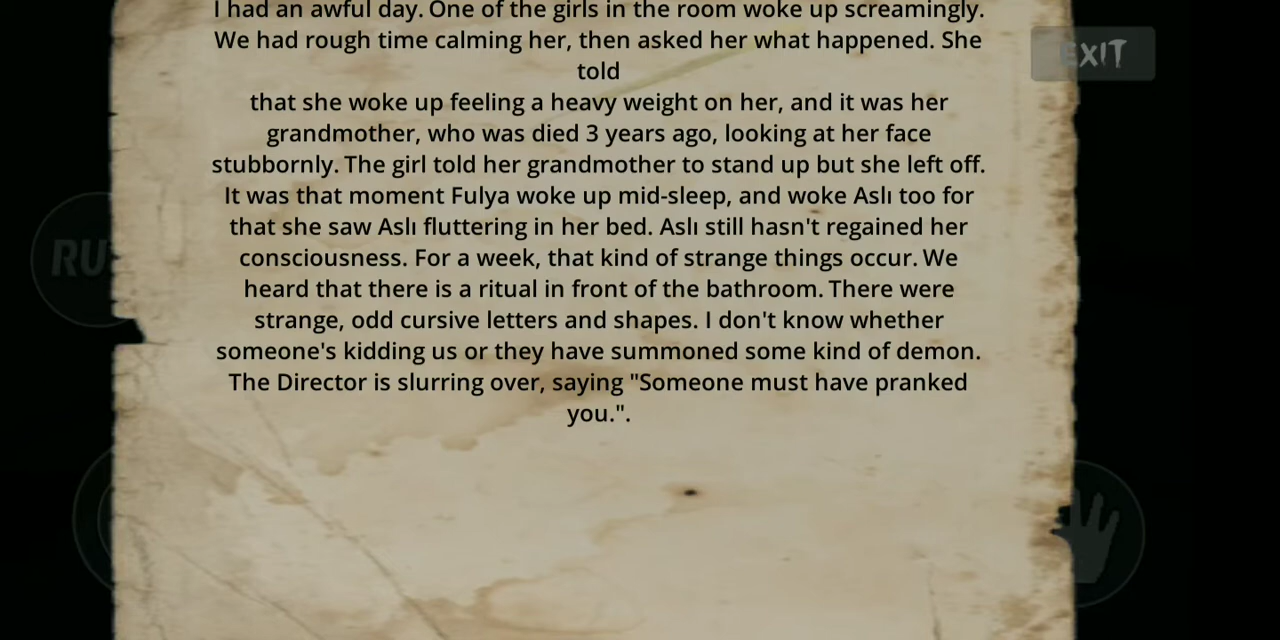 I had an awful day. One of the girls in the room woke up screamingly.
We had rough time calming her, then asked her what happened. She
told
that she woke up feeling a heavy weight on her, and it was her
grandmother, who was died 3 years ago, looking at her face
stubbornly. The girl told her grandmother to stand up but she left off.
It was that moment Fulya woke up mid-sleep, and woke Aslı too for
that she saw Aslı fluttering in her bed. Aslı still hasn't regained her
consciousness. For a week, that kind of strange things occur. We
heard that there is a ritual in front of the bathroom. There were
strange, odd cursive letters and shapes. I don't know whether
someone's kidding us or they have summoned some kind of demon.
The Director is slurring over, saying "Someone must have pranked
you.".
EXIT
RU